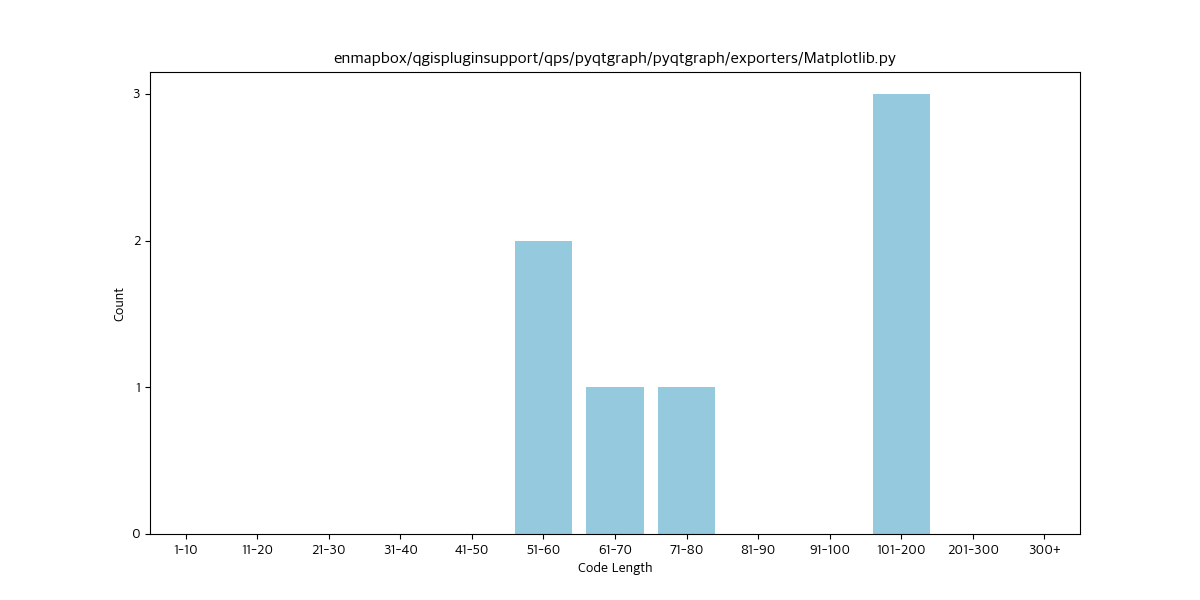 enmapbox/qgispluginsupport/qps/pyqtgraph/pyqtgraph/exporters/Matplotlib.py
3
2
1
0
Count
1-10 11-20 21-30 31-40 41-50 51-60 61-70 71-80 81-90 91-100 101-200 201-300 300+
Code Length